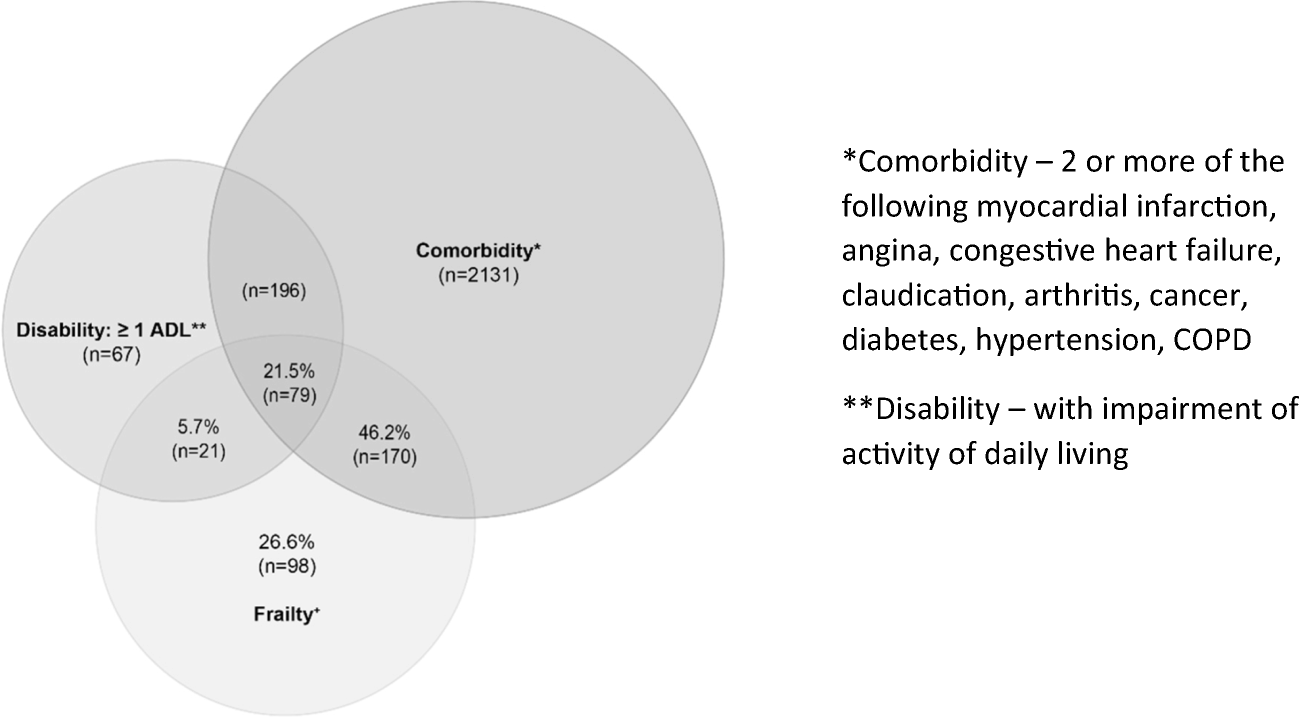 Comorbidity*
(n=2131)
(n=196)
Disability: ≥ 1 ADL**
(n=67)
21.5%
(n=79)
5.7%
(n=21)
46.2%
(n=170)
26.6%
(n=98)
Frailty⁺
*Comorbidity – 2 or more of the
following myocardial infarction,
angina, congestive heart failure,
claudication, arthritis, cancer,
diabetes, hypertension, COPD
**Disability – with impairment of
activity of daily living